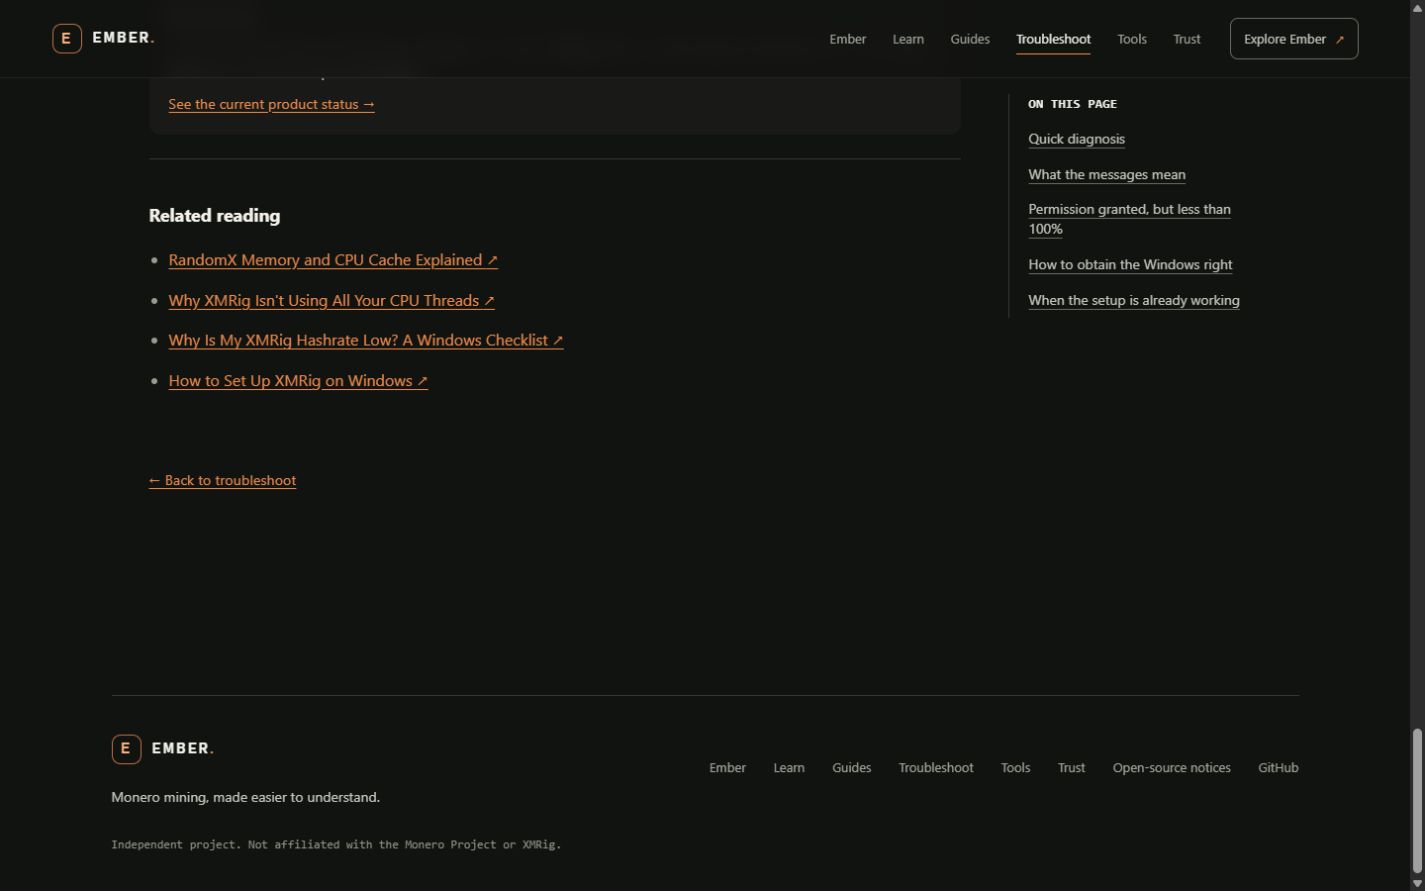 E EMBER.
Ember Learn Guides Troubleshoot Tools Trust Explore Ember ↗
See the current product status →
Related reading
• RandomX Memory and CPU Cache Explained ↗
• Why XMRig Isn't Using All Your CPU Threads ↗
• Why Is My XMRig Hashrate Low? A Windows Checklist ↗
• How to Set Up XMRig on Windows ↗
← Back to troubleshoot
ON THIS PAGE
Quick diagnosis
What the messages mean
Permission granted, but less than
100%
How to obtain the Windows right
When the setup is already working
E EMBER.
Monero mining, made easier to understand.
Independent project. Not affiliated with the Monero Project or XMRig.
Ember Learn Guides Troubleshoot Tools Trust Open-source notices GitHub